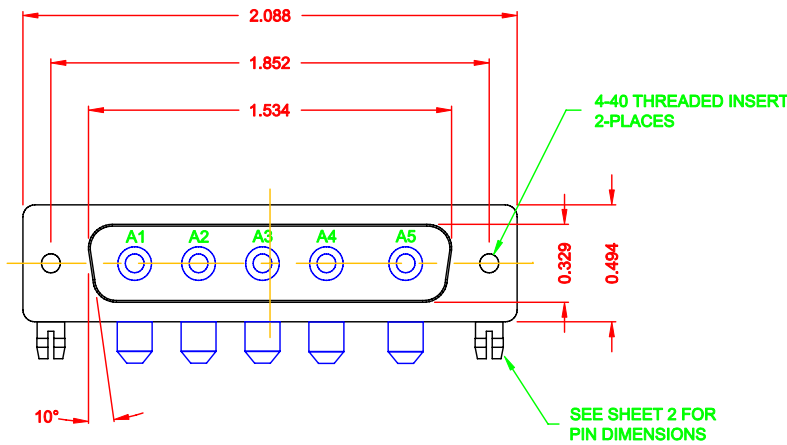 2.088
1.852
1.534
4-40 THREADED INSERT
2-PLACES
A1 A2 A3 A4 A5
0.329
0.494
10°
SEE SHEET 2 FOR
PIN DIMENSIONS